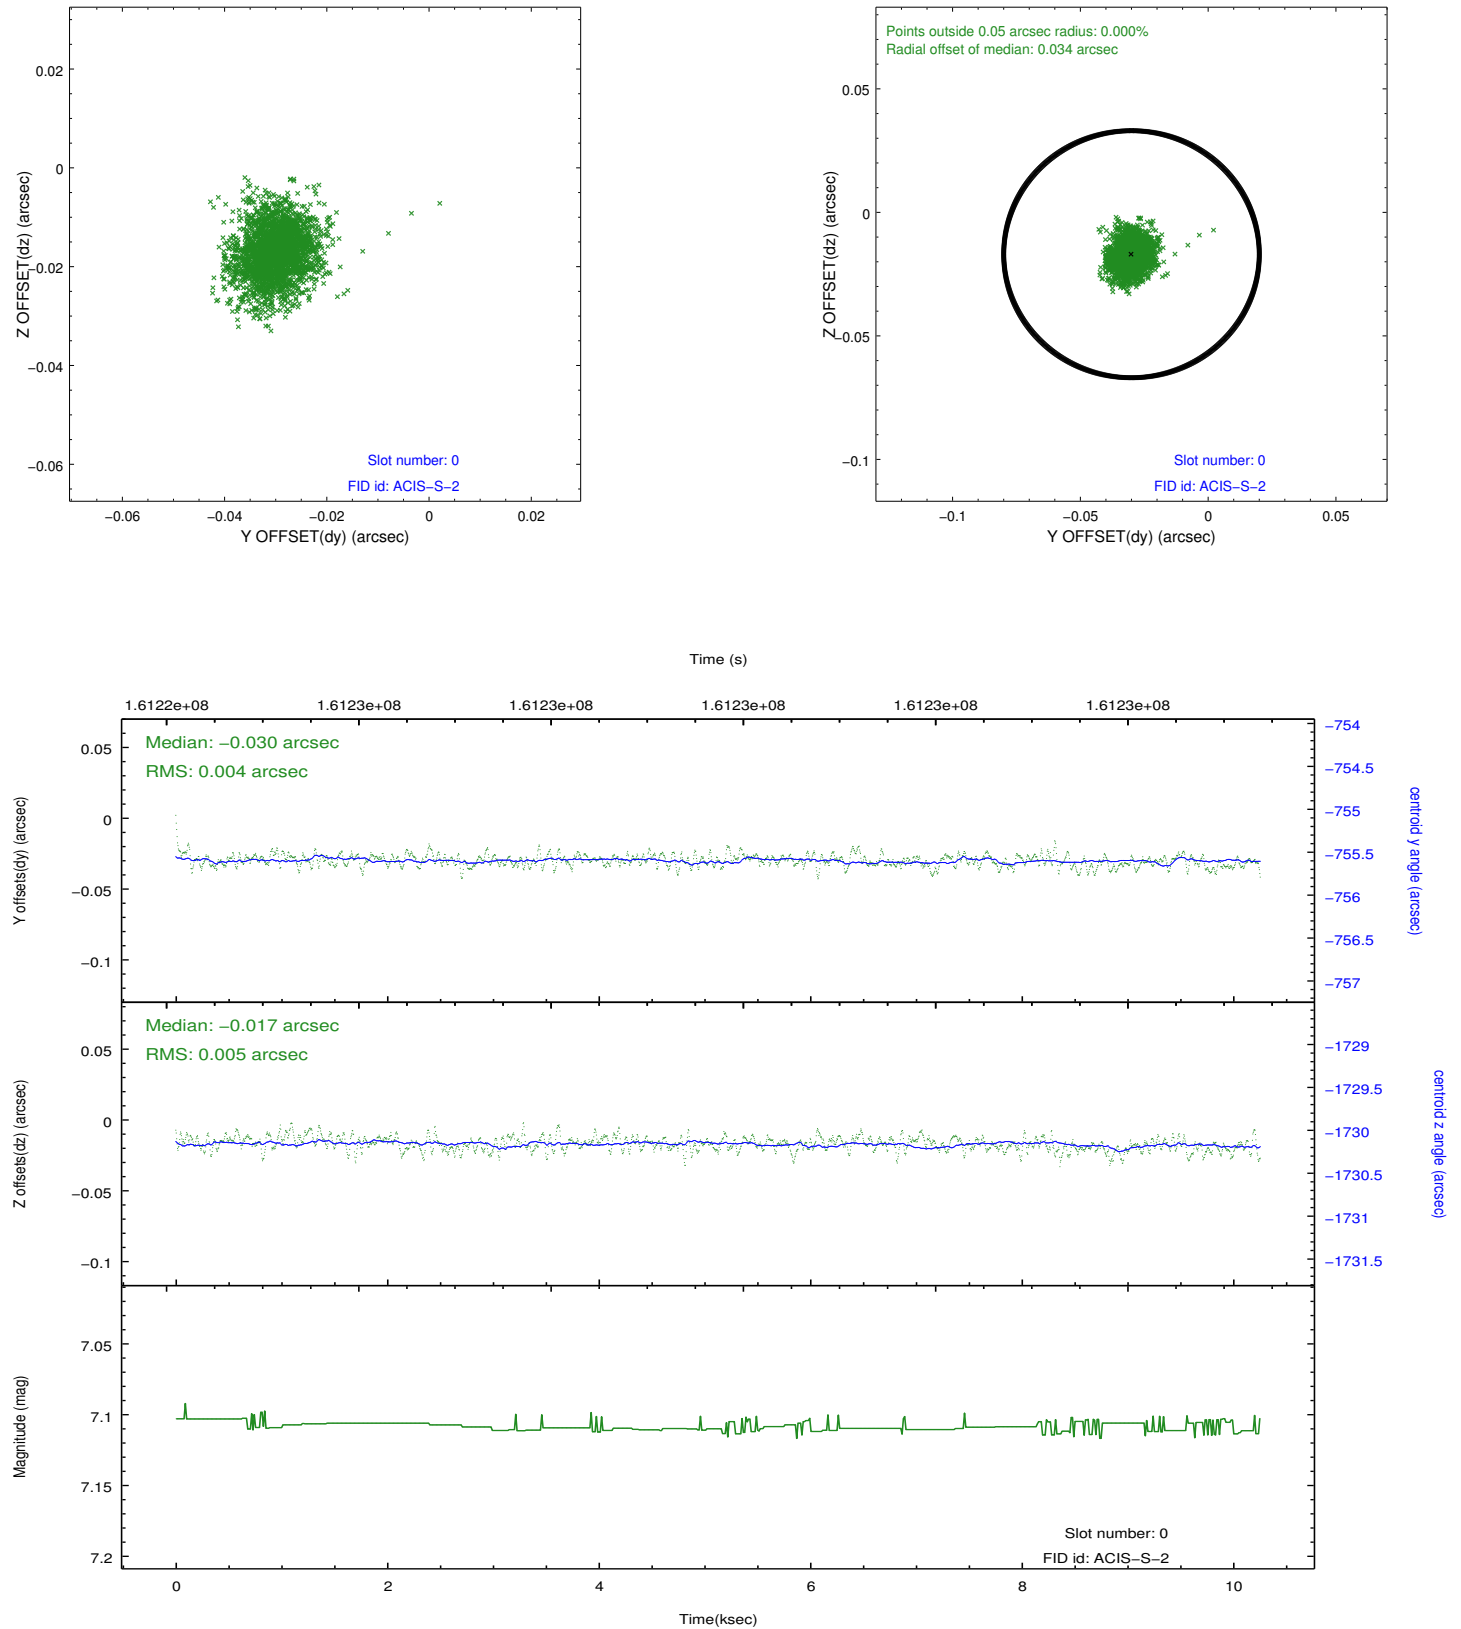 0.02
0
−0.02
−0.04
−0.06
Z OFFSET(dz) (arcsec)
Slot number: 0
FID id: ACIS−S−2
−0.06 −0.04 −0.02 0 0.02
Y OFFSET(dy) (arcsec)
Points outside 0.05 arcsec radius: 0.000%
Radial offset of median: 0.034 arcsec
0.05
0
−0.05
−0.1
Z OFFSET(dz) (arcsec)
Slot number: 0
FID id: ACIS−S−2
−0.1 −0.05 0 0.05
Y OFFSET(dy) (arcsec)
Time (s)
1.6122e+08 1.6123e+08 1.6123e+08 1.6123e+08 1.6123e+08 1.6123e+08
Median: −0.030 arcsec
RMS: 0.004 arcsec
0.05
0
−0.05
−0.1
Y offsets(dy) (arcsec)
−754
−754.5
−755
−755.5
−756
−756.5
−757
centroid y angle (arcsec)
Median: −0.017 arcsec
RMS: 0.005 arcsec
0.05
0
−0.05
−0.1
Z offsets(dz) (arcsec)
−1729
−1729.5
−1730
−1730.5
−1731
−1731.5
centroid z angle (arcsec)
7.05
7.1
7.15
7.2
Magnitude (mag)
Slot number: 0
FID id: ACIS−S−2
0 2 4 6 8 10
Time(ksec)